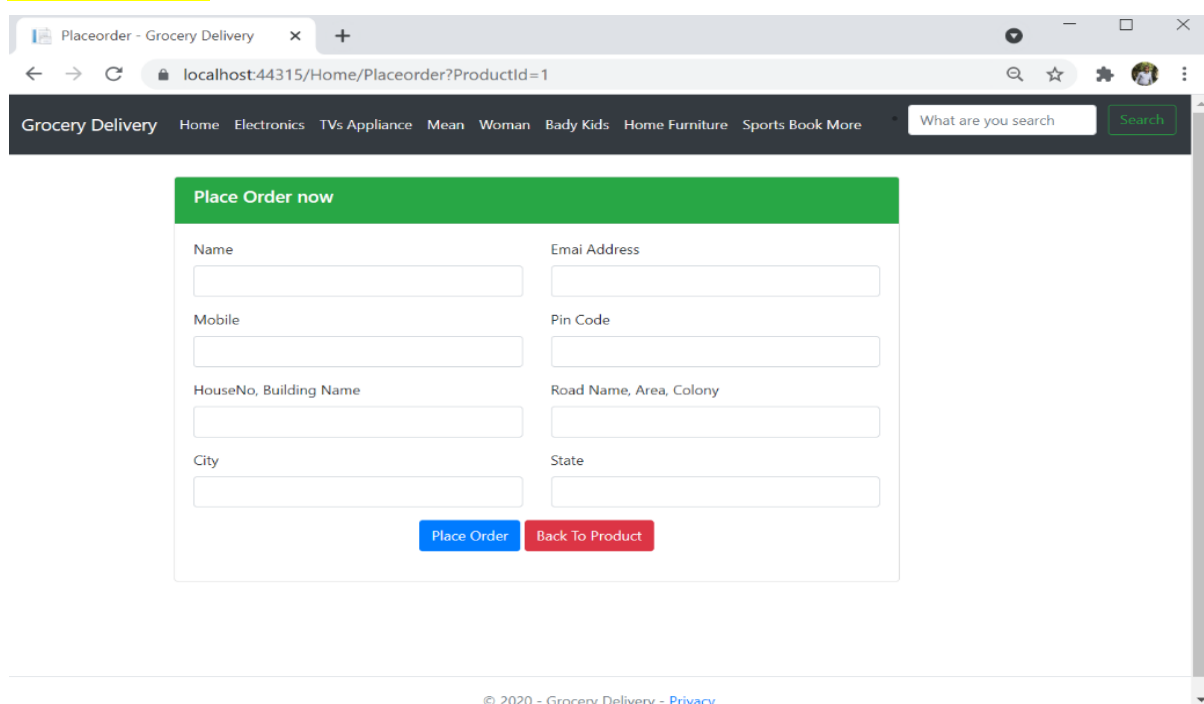 Placeorder - Grocery Delivery
localhost:44315/Home/Placeorder?ProductId=1
Grocery Delivery Home Electronics TVs Appliance Mean Woman Bady Kids Home Furniture Sports Book More What are you search Search
Place Order now
Name Emai Address
Mobile Pin Code
HouseNo, Building Name Road Name, Area, Colony
City State
Place Order Back To Product
© 2020 - Grocery Delivery - Privacy